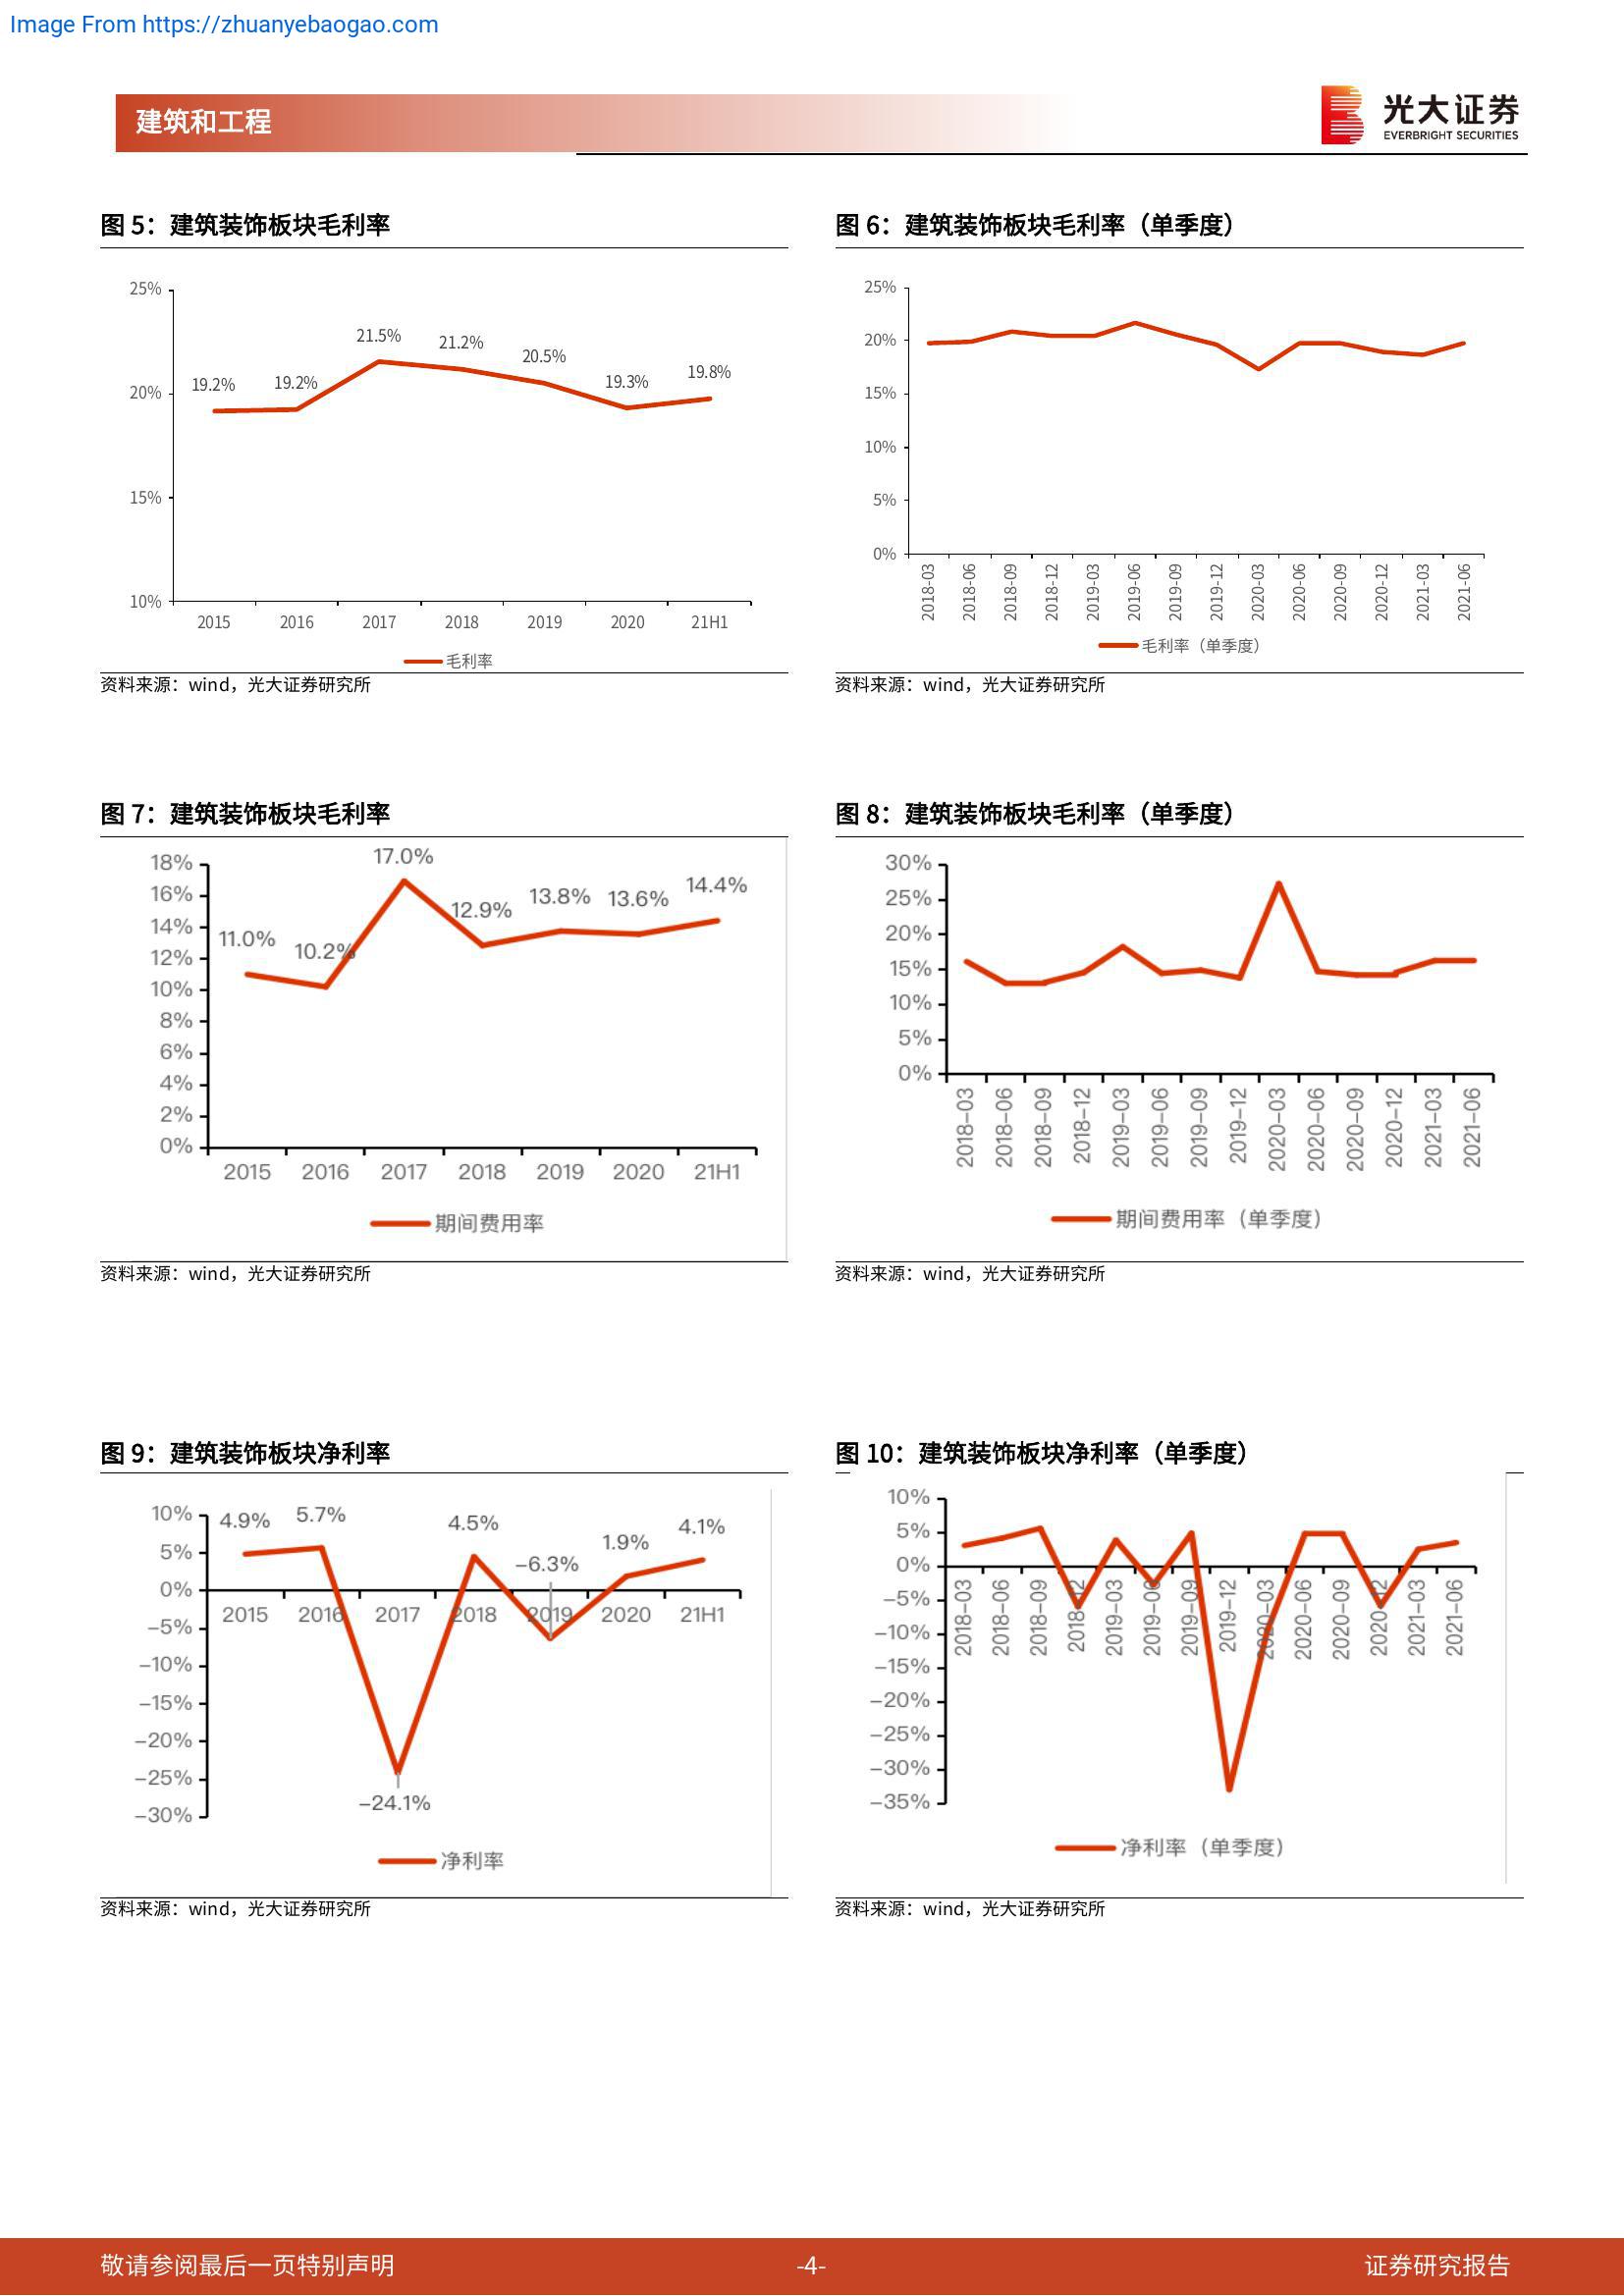 Image From https://zhuanyebaogao.com
建筑和工程
光大证券
EVERBRIGHT SECURITIES
图 5：建筑装饰板块毛利率
25%
20%
15%
10%
19.2%
19.2%
21.5%
21.2%
20.5%
19.3%
19.8%
2015 2016 2017 2018 2019 2020 21H1
毛利率
资料来源：wind，光大证券研究所
图 6：建筑装饰板块毛利率（单季度）
25%
20%
15%
10%
5%
0%
2018-03 2018-06 2018-09 2018-12 2019-03 2019-06 2019-09 2019-12 2020-03 2020-06 2020-09 2020-12 2021-03 2021-06
毛利率（单季度）
资料来源：wind，光大证券研究所
图 7：建筑装饰板块毛利率
18%
16%
14%
12%
10%
8%
6%
4%
2%
0%
11.0%
10.2%
17.0%
12.9%
13.8%
13.6%
14.4%
2015 2016 2017 2018 2019 2020 21H1
期间费用率
资料来源：wind，光大证券研究所
图 8：建筑装饰板块毛利率（单季度）
30%
25%
20%
15%
10%
5%
0%
2018-03 2018-06 2018-09 2018-12 2019-03 2019-06 2019-09 2019-12 2020-03 2020-06 2020-09 2020-12 2021-03 2021-06
期间费用率（单季度）
资料来源：wind，光大证券研究所
图 9：建筑装饰板块净利率
10%
5%
0%
-5%
-10%
-15%
-20%
-25%
-30%
4.9%
5.7%
-24.1%
4.5%
-6.3%
1.9%
4.1%
2015 2016 2017 2018 2019 2020 21H1
净利率
资料来源：wind，光大证券研究所
图 10：建筑装饰板块净利率（单季度）
10%
5%
0%
-5%
-10%
-15%
-20%
-25%
-30%
-35%
2018-03 2018-06 2018-09 2018-12 2019-03 2019-06 2019-09 2019-12 2020-03 2020-06 2020-09 2020-12 2021-03 2021-06
净利率（单季度）
资料来源：wind，光大证券研究所
敬请参阅最后一页特别声明
-4-
证券研究报告